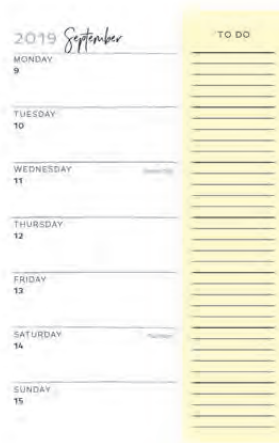 2019 September
TO DO
MONDAY
9
TUESDAY
10
WEDNESDAY
11
THURSDAY
12
FRIDAY
13
SATURDAY
14
SUNDAY
15